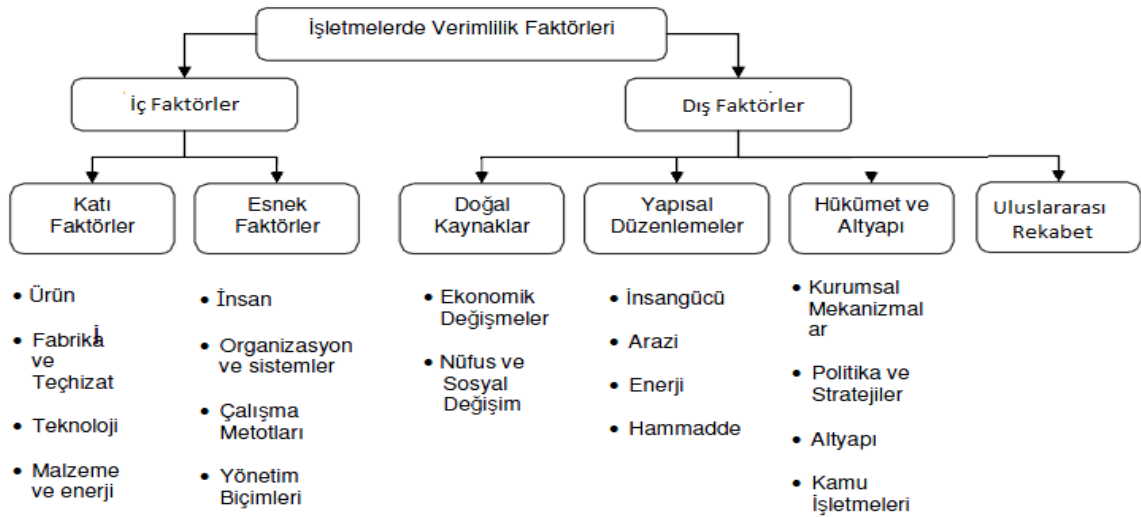 İşletmelerde Verimlilik Faktörleri
İç Faktörler
Dış Faktörler
Katı
Faktörler
Esnek
Faktörler
Doğal
Kaynaklar
Yapısal
Düzenlemeler
Hükümet ve
Altyapı
Uluslararası
Rekabet
• Ürün
• Fabrika
ve
Teçhizat
• Teknoloji
• Malzeme
ve enerji
• İnsan
• Organizasyon
ve sistemler
• Çalışma
Metotları
• Yönetim
Biçimleri
• Ekonomik
Değişmeler
• Nüfus ve
Sosyal
Değişim
• İnsangücü
• Arazi
• Enerji
• Hammadde
• Kurumsal
Mekanizmal
ar
• Politika ve
Stratejiler
• Altyapı
• Kamu
İşletmeleri